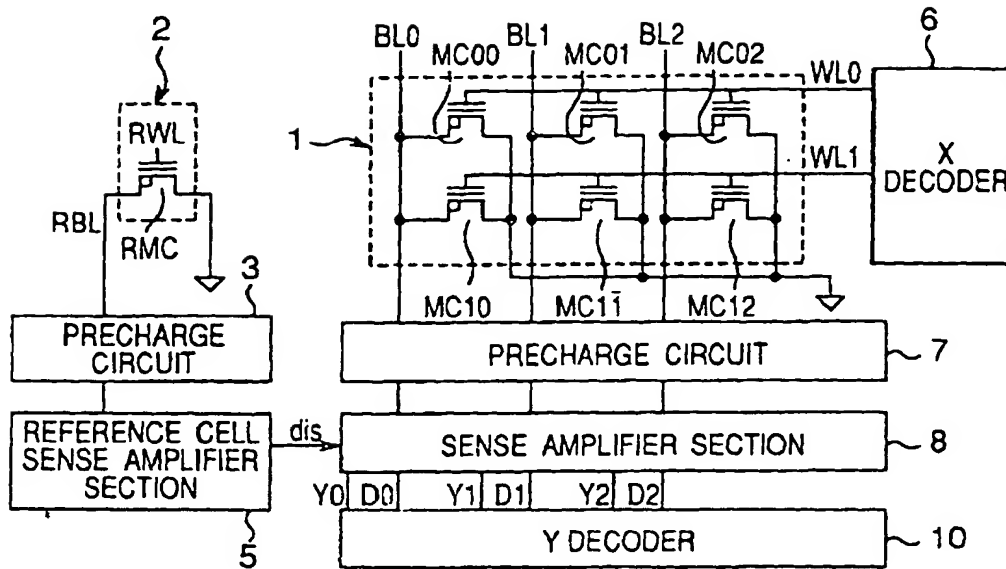 2
BL0 BL1 BL2
6
MC00 MC01 MC02
WL0
RWL
1
X
DECODER
WL1
RBL
RMC
3
MC10 MC11 MC12
PRECHARGE
CIRCUIT
PRECHARGE CIRCUIT
7
REFERENCE CELL
SENSE AMPLIFIER
SECTION
dis
SENSE AMPLIFIER SECTION
8
Y0 D0 Y1 D1 Y2 D2
5
Y DECODER
10